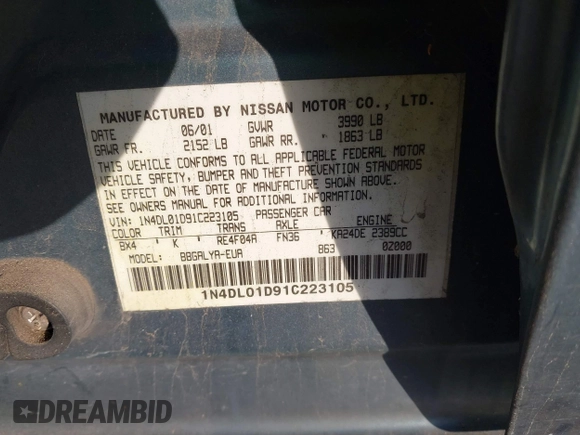 MANUFACTURED BY NISSAN MOTOR CO., LTD.
DATE 06/01 GVWR 3990 LB
GAWR FR. 2152 LB GAWR RR. 1863 LB
THIS VEHICLE CONFORMS TO ALL APPLICABLE FEDERAL MOTOR
VEHICLE SAFETY, BUMPER AND THEFT PREVENTION STANDARDS
IN EFFECT ON THE DATE OF MANUFACTURE SHOWN ABOVE.
SEE OWNERS MANUAL FOR ADDITIONAL INFORMATION.
VIN: 1N4DL01D91C223105 PASSENGER CAR
COLOR TRIM TRANS AXLE ENGINE
BX4 K RE4F04A FN36 KA24DE 2389CC
MODEL: BBGALYA-EUA 863 0Z000
1N4DL01D91C223105
DREAMBID